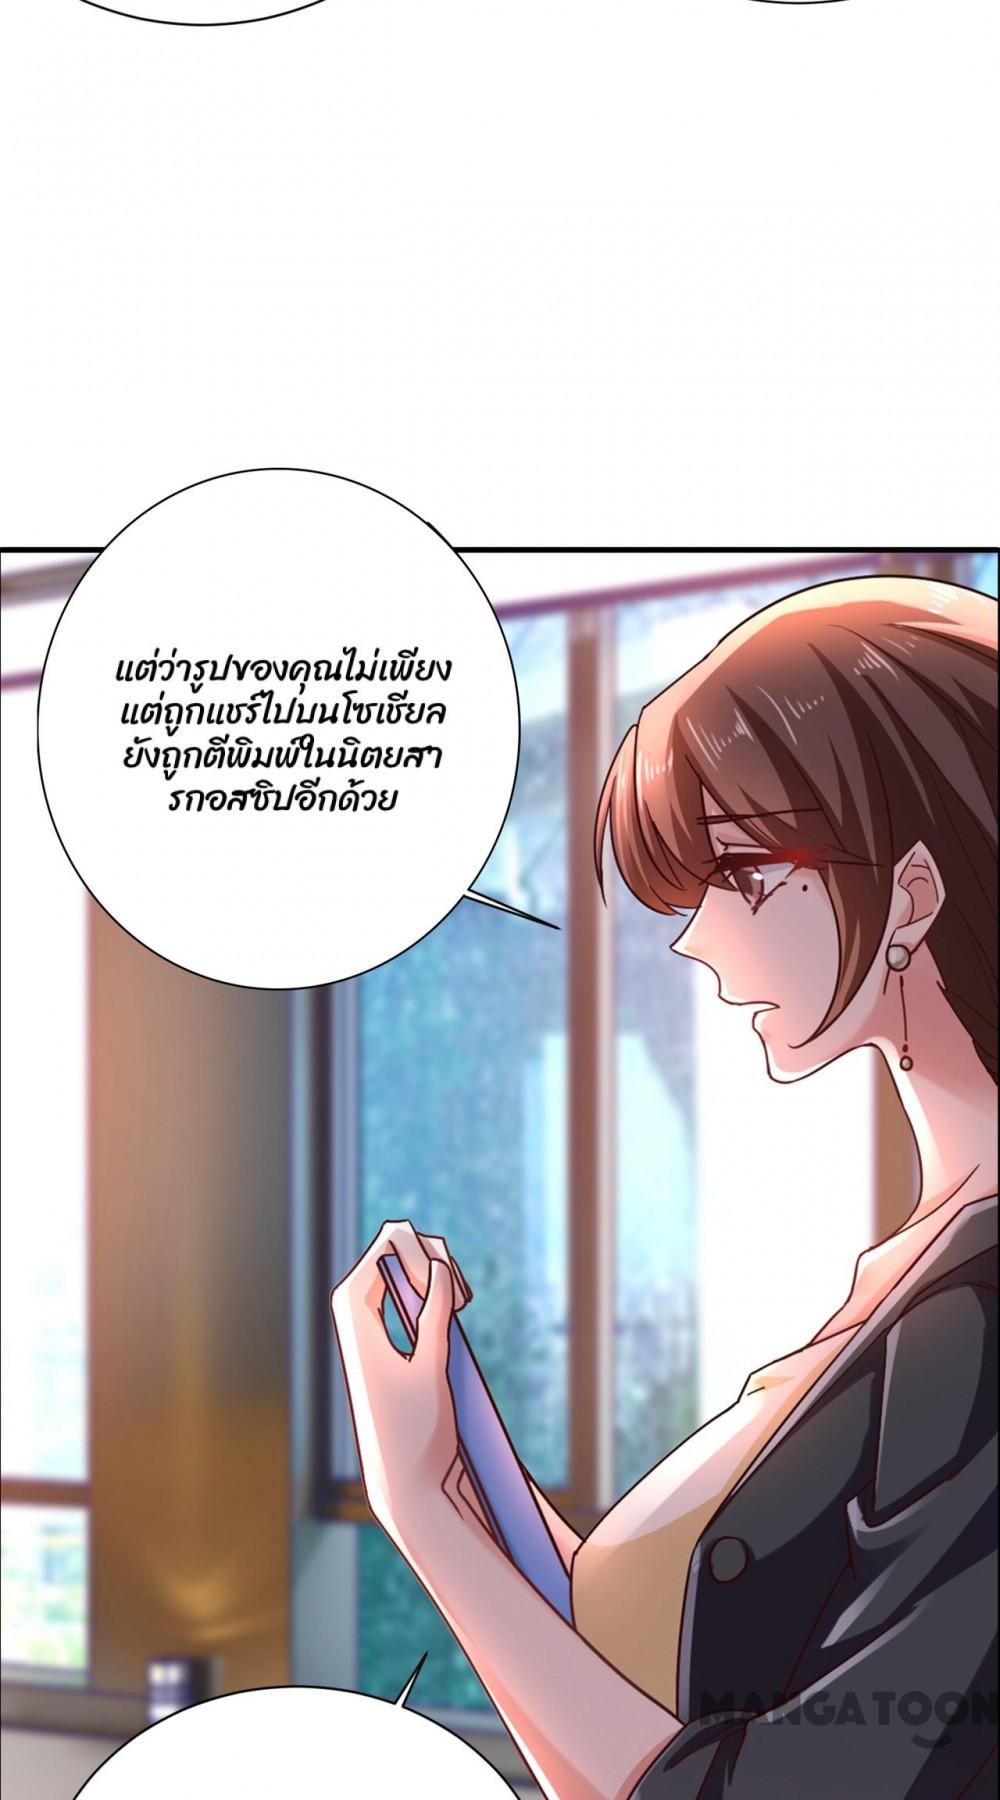 แต่ว่ารูปของคุณไม่เพียง
แต่ถูกแชร์ไปบนโซเชียล
ยังถูกตีพิมพ์ในนิตยสา
รกอสซิปอีกด้วย
MANGATOON